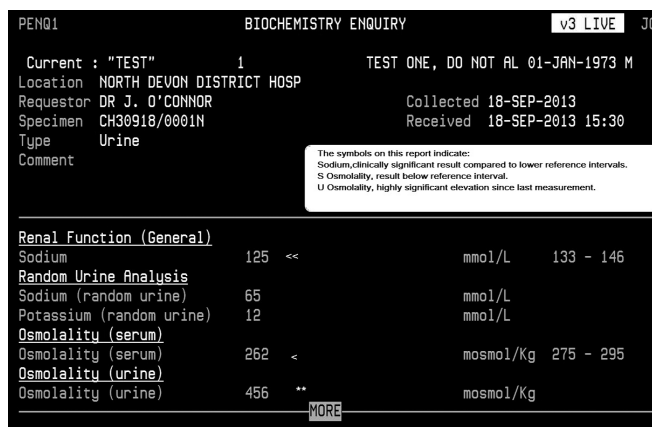 PENQ1 BIOCHEMISTRY ENQUIRY v3 LIVE
Current : "TEST" 1 TEST ONE, DO NOT AL 01-JAN-1973 M
Location NORTH DEVON DISTRICT HOSP
Requestor DR J. O'CONNOR Collected 18-SEP-2013
Specimen CH30918/0001N Received 18-SEP-2013 15:30
Type Urine
Comment
The symbols on this report indicate:
Sodium,clinically significant result compared to lower reference intervals.
S Osmolality, result below reference interval.
U Osmolality, highly significant elevation since last measurement.
Renal Function (General)
Sodium 125 << mmol/L 133 - 146
Random Urine Analysis
Sodium (random urine) 65 mmol/L
Potassium (random urine) 12 mmol/L
Osmolality (serum)
Osmolality (serum) 262 < mosmol/Kg 275 - 295
Osmolality (urine)
Osmolality (urine) 456 ** mosmol/Kg
MORE